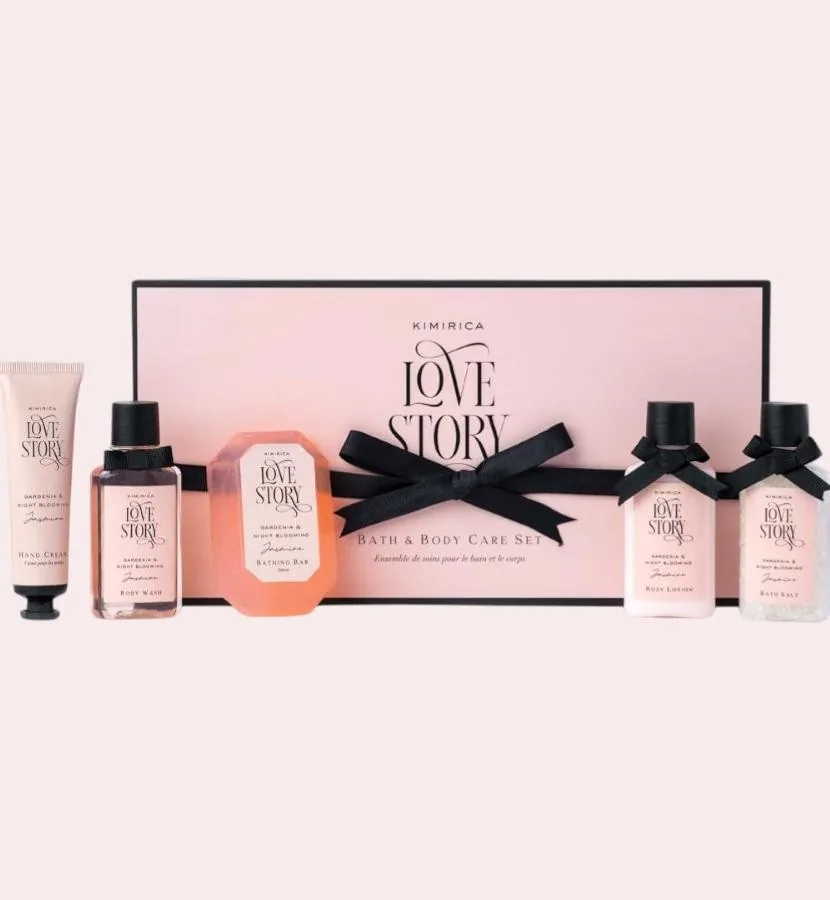 KIMIRICA
LOVE
STORY
BATH & BODY CARE SET
Ensemble de soins pour le bain et le corps
KIMIRICA
LOVE
STORY
GARDENIA &
NIGHT BLOOMING
Jasmine
HAND CREAM
KIMIRICA
LOVE
STORY
GARDENIA &
NIGHT BLOOMING
Jasmine
BODY WASH
KIMIRICA
LOVE
STORY
GARDENIA &
NIGHT BLOOMING
Jasmine
BATHING BAR
KIMIRICA
LOVE
STORY
GARDENIA &
NIGHT BLOOMING
Jasmine
BODY LOTION
KIMIRICA
LOVE
STORY
GARDENIA &
NIGHT BLOOMING
Jasmine
BATH SALT